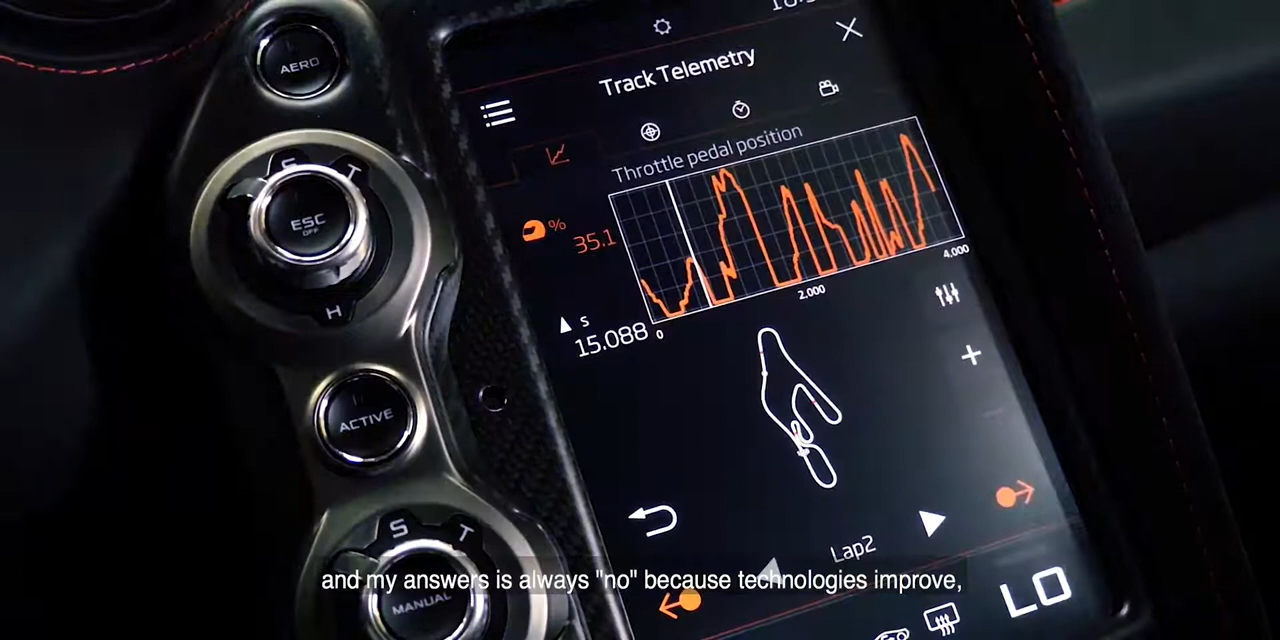 AERO
S T
ESC
OFF
H
ACTIVE
S T
MANUAL
Track Telemetry
Throttle pedal position
%
35.1
4,000
2.000
0
S
15.088
Lap2
LO
and my answers is always "no" because technologies improve,